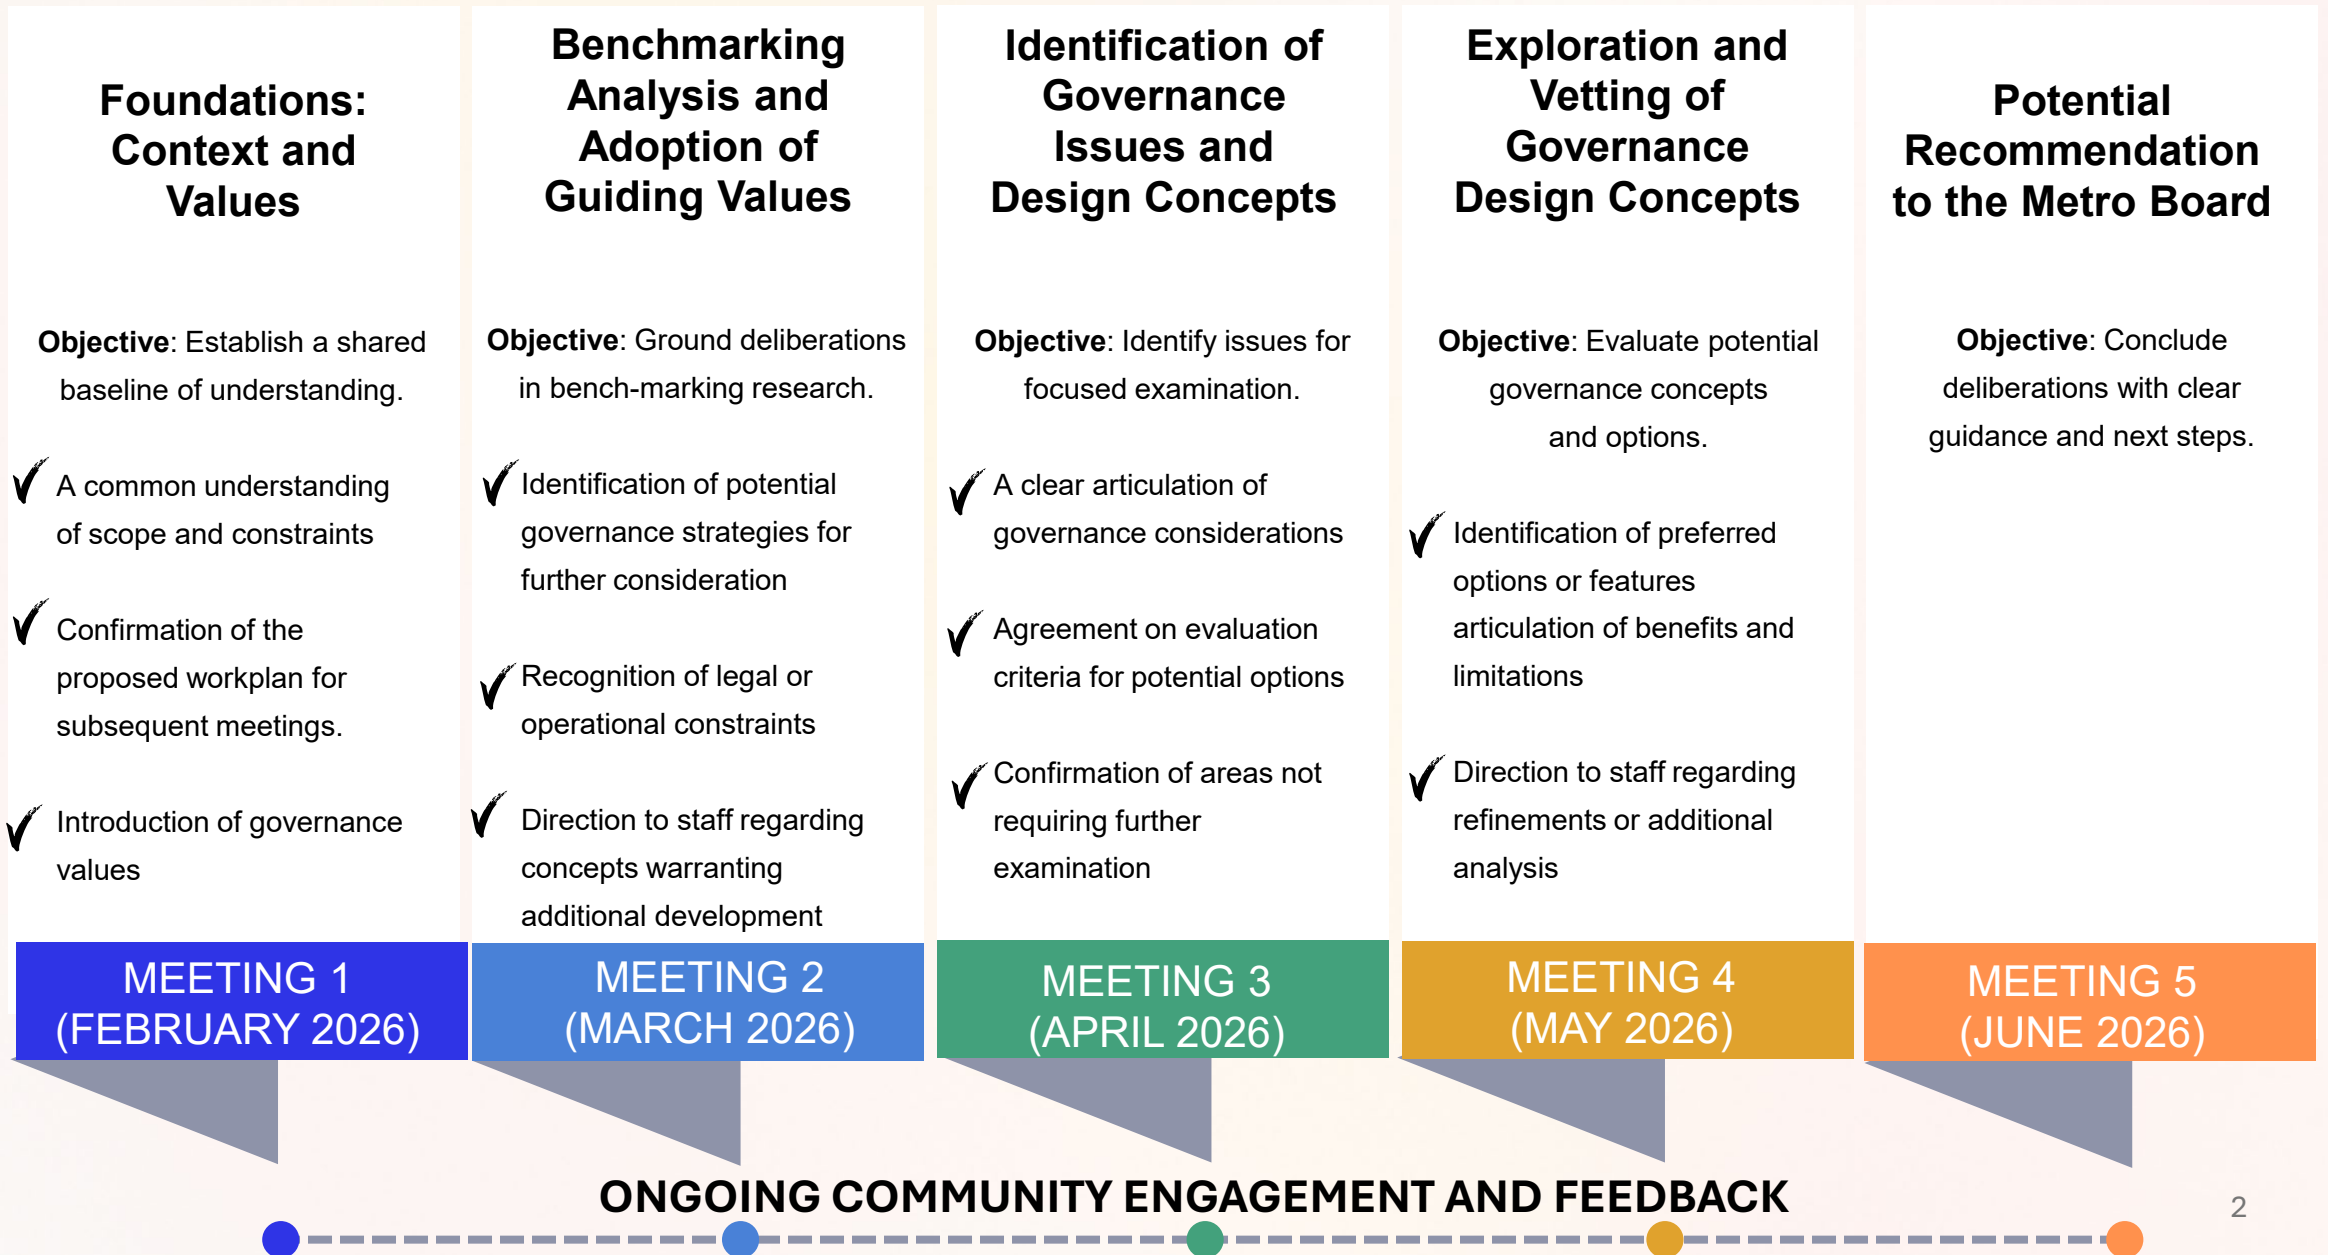 Foundations:
Context and
Values
Objective: Establish a shared
baseline of understanding.
A common understanding
of scope and constraints
Confirmation of the
proposed workplan for
subsequent meetings.
Introduction of governance
values
MEETING 1
(FEBRUARY 2026)
Benchmarking
Analysis and
Adoption of
Guiding Values
Objective: Ground deliberations
in bench-marking research.
Identification of potential
governance strategies for
further consideration
Recognition of legal or
operational constraints
Direction to staff regarding
concepts warranting
additional development
MEETING 2
(MARCH 2026)
Identification of
Governance
Issues and
Design Concepts
Objective: Identify issues for
focused examination.
A clear articulation of
governance considerations
Agreement on evaluation
criteria for potential options
Confirmation of areas not
requiring further
examination
MEETING 3
(APRIL 2026)
Exploration and
Vetting of
Governance
Design Concepts
Objective: Evaluate potential
governance concepts
and options.
Identification of preferred
options or features
articulation of benefits and
limitations
Direction to staff regarding
refinements or additional
analysis
MEETING 4
(MAY 2026)
Potential
Recommendation
to the Metro Board
Objective: Conclude
deliberations with clear
guidance and next steps.
MEETING 5
(JUNE 2026)
ONGOING COMMUNITY ENGAGEMENT AND FEEDBACK
2